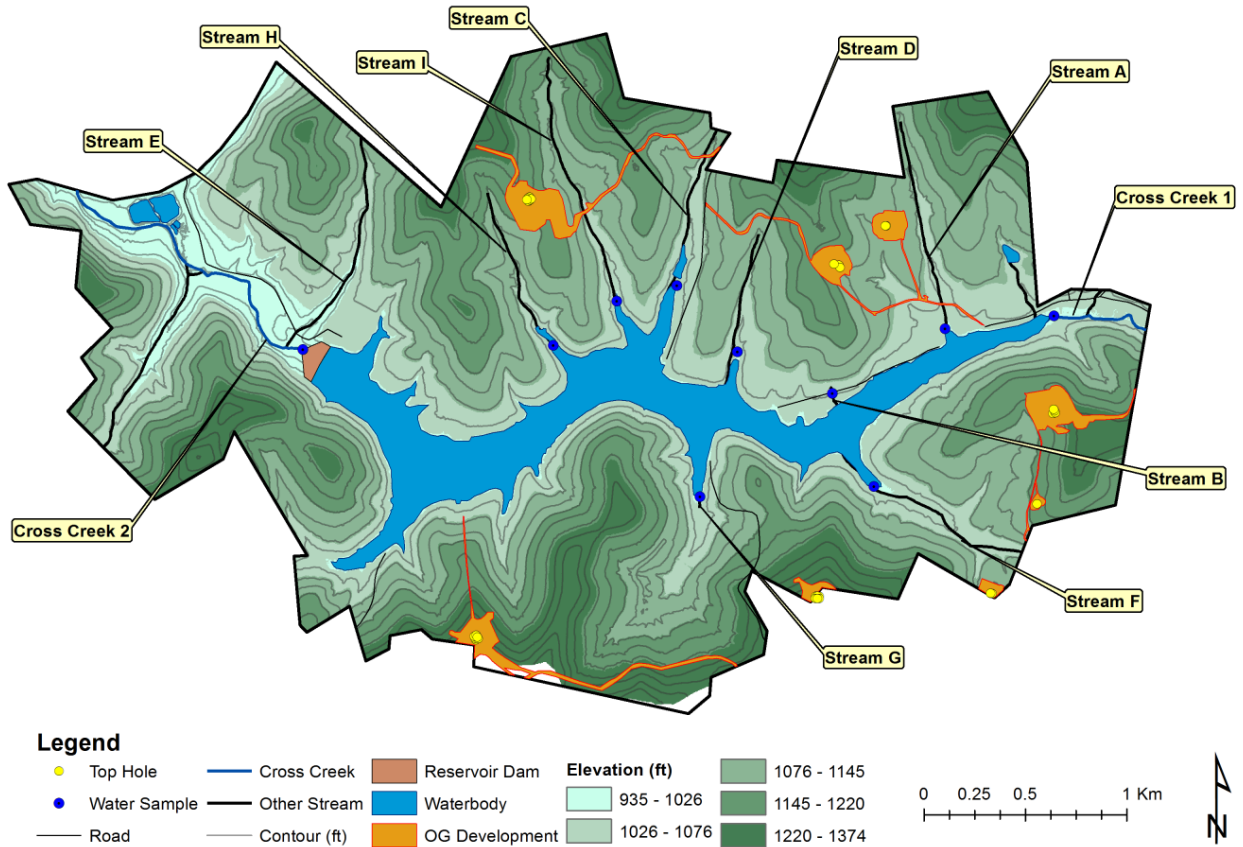 Stream C
Stream H
Stream D
Stream I
Stream A
Stream E
Cross Creek 1
Stream B
Cross Creek 2
Stream F
Stream G
Legend
Top Hole
Cross Creek
Reservoir Dam
Elevation (ft)
1076 - 1145
Water Sample
Other Stream
Waterbody
935 - 1026
1145 - 1220
Road
Contour (ft)
OG Development
1026 - 1076
1220 - 1374
0 0.25 0.5 1 Km
N